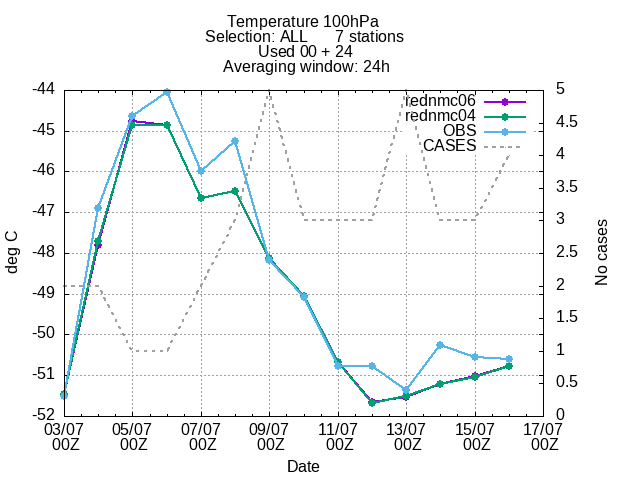 Temperature 100hPa
Selection: ALL 7 stations
Used 00 + 24
Averaging window: 24h
rednmc06
rednmc04
OBS
CASES
-44
-45
-46
-47
-48
-49
-50
-51
-52
deg C
5
4.5
4
3.5
3
2.5
2
1.5
1
0.5
0
No cases
03/07 05/07 07/07 09/07 11/07 13/07 15/07 17/07
00Z 00Z 00Z 00Z 00Z 00Z 00Z 00Z
Date